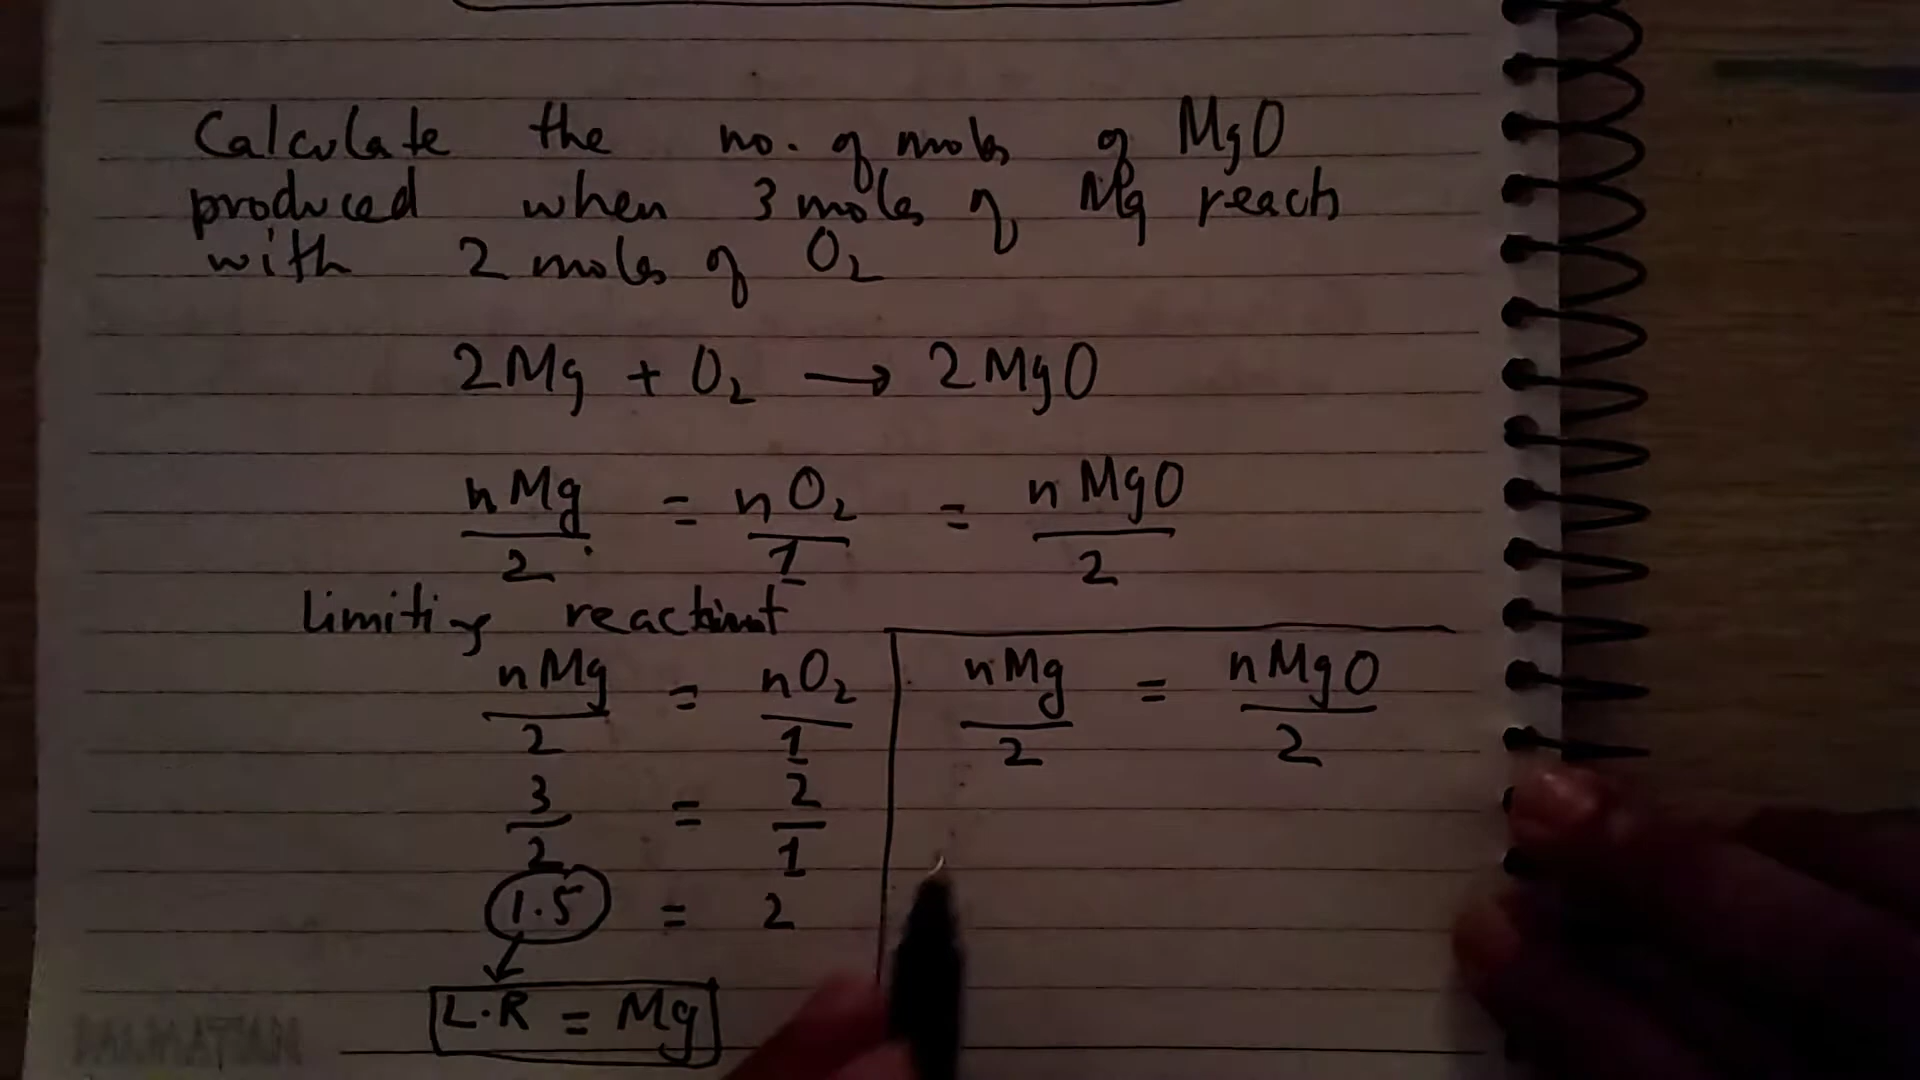 Calculate the no. of moles of MgO
produced when 3 moles of Mg reach
with 2 moles of O₂
2Mg + O₂ → 2MgO
nMg/2 = nO₂/1 = nMgO/2
Limiting reactant
nMg/2 = nO₂/1
3/2 = 2/1
1.5 = 2
L.R = Mg
nMg/2 = nMgO/2